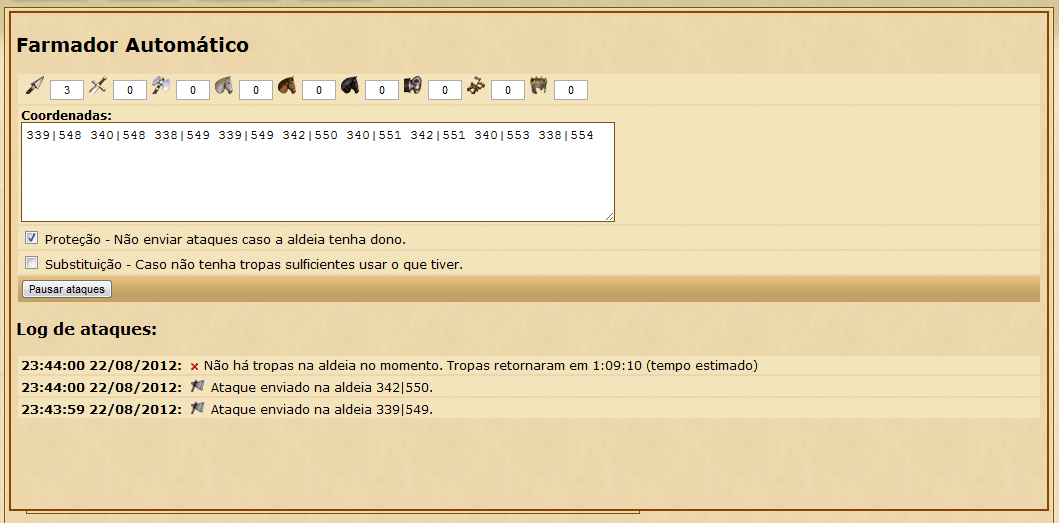 Farmador Automático
3 0 0 0 0 0 0 0 0
Coordenadas:
339|548 340|548 338|549 339|549 342|550 340|551 342|551 340|553 338|554
Proteção - Não enviar ataques caso a aldeia tenha dono.
Substituição - Caso não tenha tropas sulficientes usar o que tiver.
Pausar ataques
Log de ataques:
23:44:00 22/08/2012: Não há tropas na aldeia no momento. Tropas retornaram em 1:09:10 (tempo estimado)
23:44:00 22/08/2012: Ataque enviado na aldeia 342|550.
23:43:59 22/08/2012: Ataque enviado na aldeia 339|549.